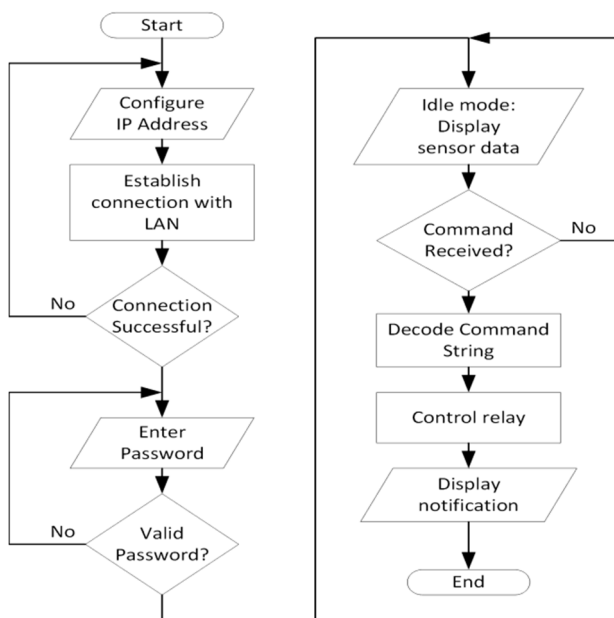 Start
Configure
IP Address
Establish
connection with
LAN
No
Connection
Successful?
Enter
Password
No
Valid
Password?
Idle mode:
Display
sensor data
Command
Received?
No
Decode Command
String
Control relay
Display
notification
End